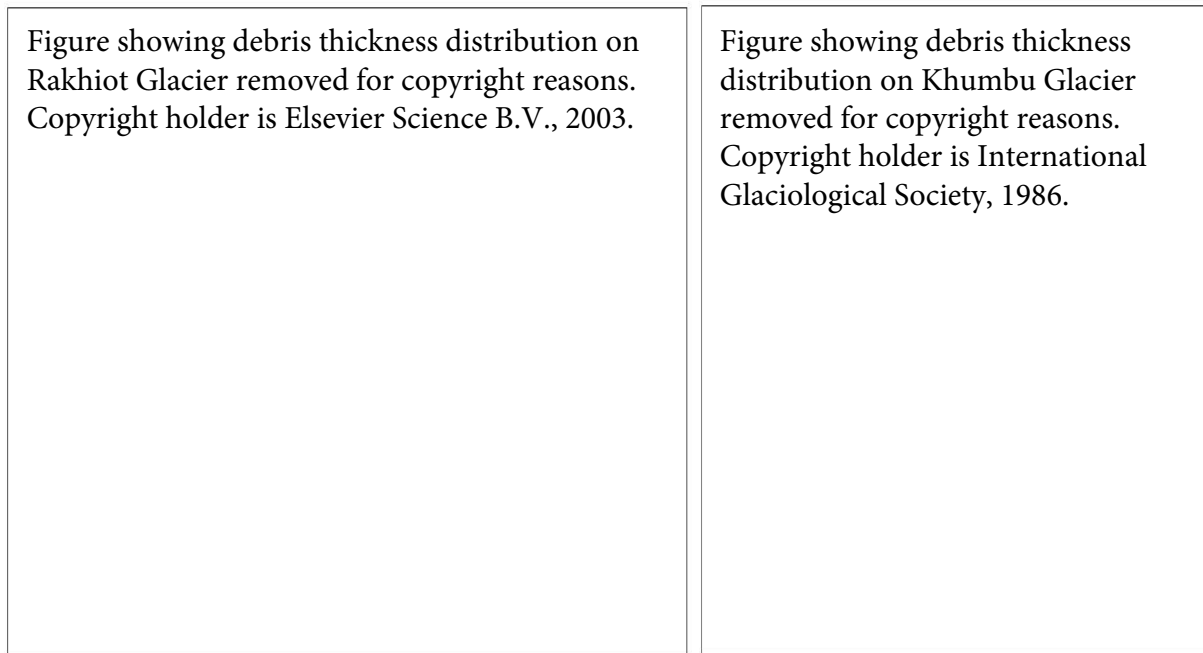 Figure showing debris thickness distribution on
Rakhiot Glacier removed for copyright reasons.
Copyright holder is Elsevier Science B.V., 2003.
Figure showing debris thickness
distribution on Khumbu Glacier
removed for copyright reasons.
Copyright holder is International
Glaciological Society, 1986.